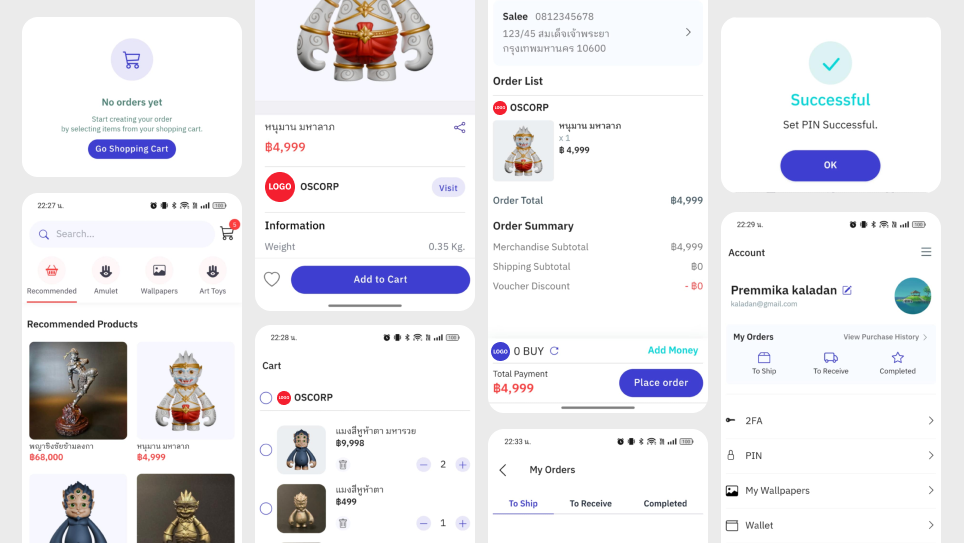 No orders yet
Start creating your order
by selecting items from your shopping cart.
Go Shopping Cart
22:27 น.
100
Search...
5
Recommended
Amulet
Wallpapers
Art Toys
Recommended Products
พญาชิงชัยข้ามลงกา
฿68,000
หนุมาน มหาลาภ
฿4,999
หนุมาน มหาลาภ
฿4,999
LOGO
OSCORP
Visit
Information
Weight
0.35 Kg.
Add to Cart
22:28 น.
100
Cart
LOGO
OSCORP
แมงสี่หูห้าตา มหารวย
฿9,998
2
แมงสี่หูห้าตา
฿499
1
Salee 0812345678
123/45 สมเด็จเจ้าพระยา
กรุงเทพมหานคร 10600
Order List
LOGO
OSCORP
หนุมาน มหาลาภ
x 1
฿ 4,999
Order Total
฿4,999
Order Summary
Merchandise Subtotal
฿4,999
Shipping Subtotal
฿0
Voucher Discount
- ฿0
LOGO
0 BUY
Add Money
Total Payment
฿4,999
Place order
22:33 น.
100
My Orders
To Ship
To Receive
Completed
Successful
Set PIN Successful.
OK
22:29 น.
100
Account
Premmika kaladan
kaladan@gmail.com
My Orders
View Purchase History
To Ship
To Receive
Completed
2FA
PIN
My Wallpapers
Wallet